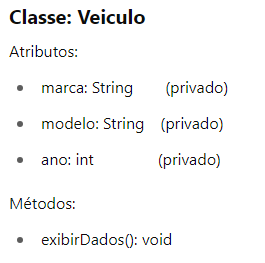 Classe: Veiculo
Atributos:
• marca: String (privado)
• modelo: String (privado)
• ano: int (privado)
Métodos:
• exibirDados(): void